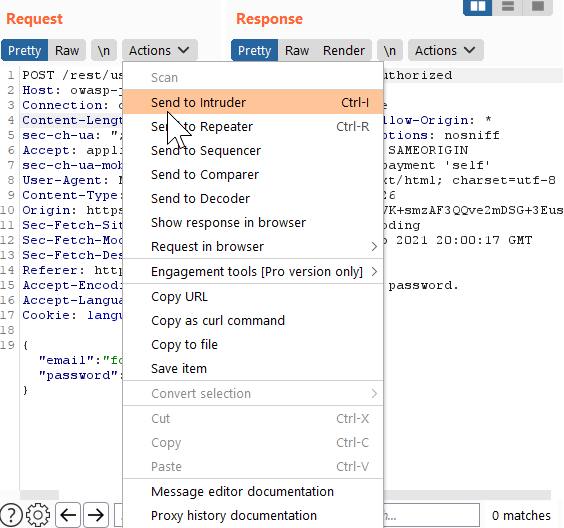 Request
Response
Pretty Raw \n Actions
Pretty Raw Render \n Actions
1 POST /rest/us
2 Host: owasp-
3 Connection:
4 Content-Lengt
5 sec-ch-ua: ";
6 Accept: appli
7 sec-ch-ua-mob
8 User-Agent: M
9 Content-Type:
10 Origin: https
11 Sec-Fetch-Sit
12 Sec-Fetch-Mod
13 Sec-Fetch-Des
14 Referer: http
15 Accept-Encodi
16 Accept-Langua
17 Cookie: langu
18
19 {
"email":"fo
"password":
}
Scan
Send to Intruder Ctrl-I
Send to Repeater Ctrl-R
Send to Sequencer
Send to Comparer
Send to Decoder
Show response in browser
Request in browser
Engagement tools [Pro version only]
Copy URL
Copy as curl command
Copy to file
Save item
Convert selection
Cut Ctrl-X
Copy Ctrl-C
Paste Ctrl-V
Message editor documentation
Proxy history documentation
uthorized
llow-Origin: *
ptions: nosniff
SAMEORIGIN
payment 'self'
xt/html; charset=utf-8
26
VK+smzAF3QQve2mDSG+3Eus
oding
2021 20:00:17 GMT
password.
0 matches